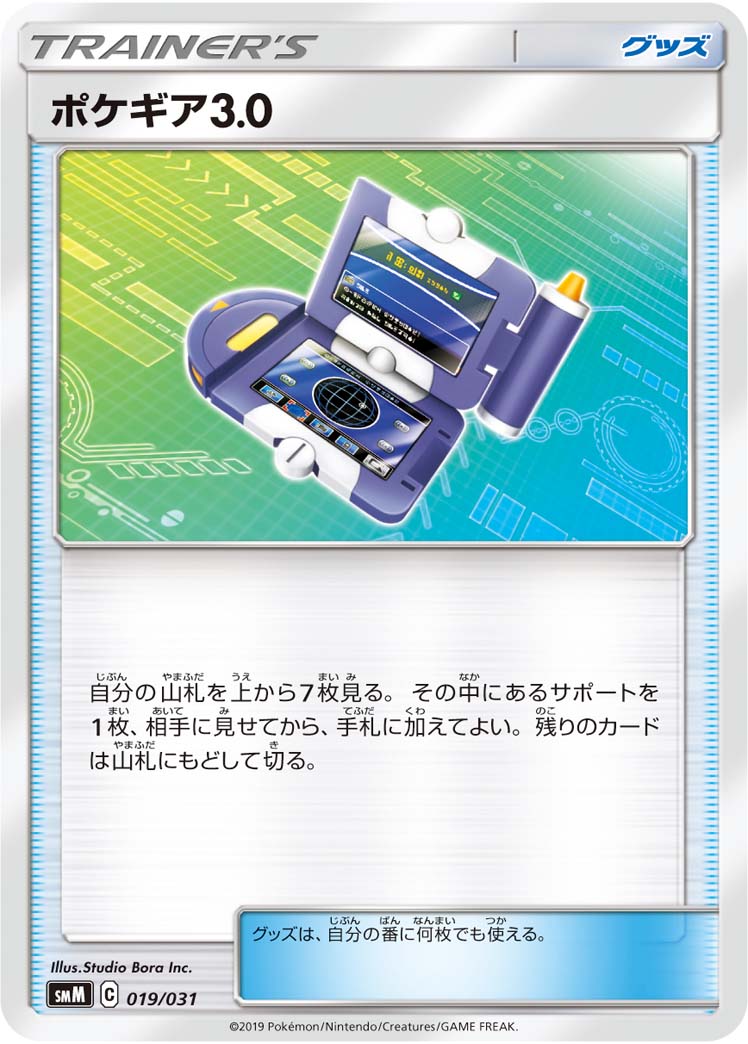 TRAINER'S
グッズ
ポケギア3.0
自分の山札を上から7枚見る。その中にあるサポートを
1枚、相手に見せてから、手札に加えてよい。残りのカード
は山札にもどして切る。
グッズは、自分の番に何枚でも使える。
Illus.Studio Bora Inc.
SMM C 019/031
©2019 Pokémon/Nintendo/Creatures/GAME FREAK.